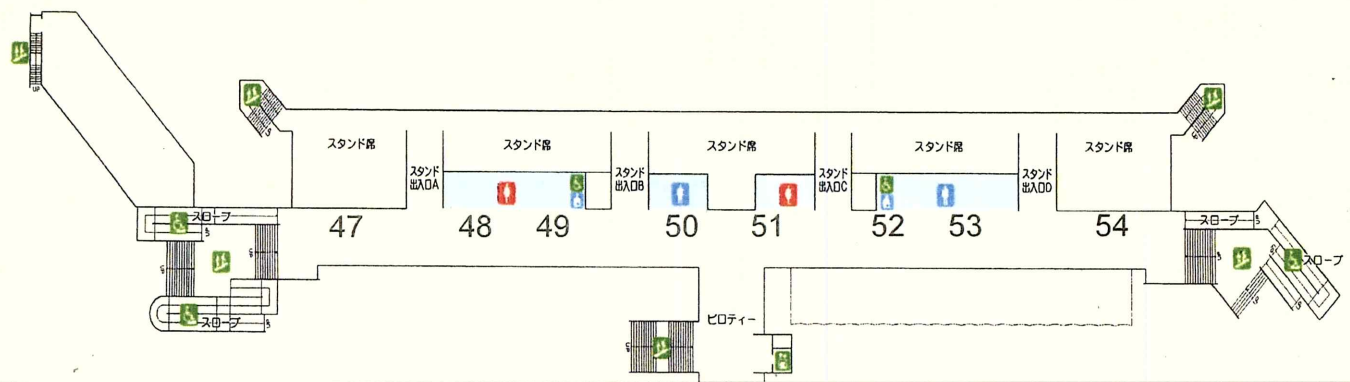 スタンド席
スタンド席
スタンド席
スタンド席
スタンド席
スタンド
出入口A
スタンド
出入口B
スタンド
出入口C
スタンド
出入口D
47
48
49
50
51
52
53
54
スロープ
スロープ
スロープ
スロープ
ピロティー
UP